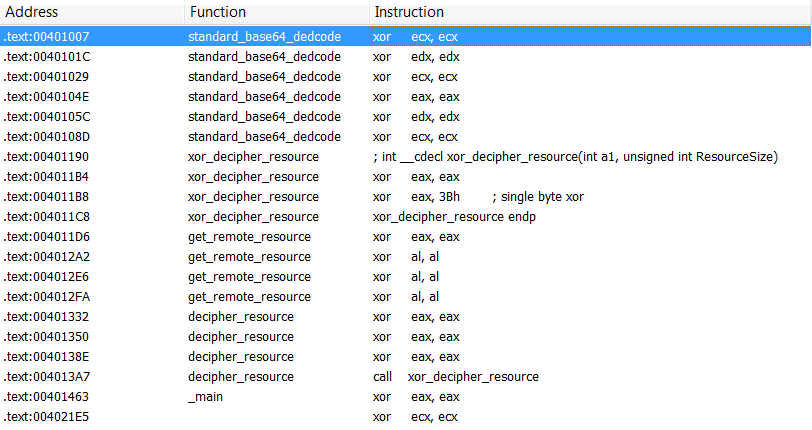 Address Function Instruction
.text:00401007 standard_base64_dedcode xor ecx, ecx
.text:0040101C standard_base64_dedcode xor edx, edx
.text:00401029 standard_base64_dedcode xor ecx, ecx
.text:0040104E standard_base64_dedcode xor eax, eax
.text:0040105C standard_base64_dedcode xor edx, edx
.text:0040108D standard_base64_dedcode xor ecx, ecx
.text:00401190 xor_decipher_resource ; int __cdecl xor_decipher_resource(int a1, unsigned int ResourceSize)
.text:004011B4 xor_decipher_resource xor eax, eax
.text:004011B8 xor_decipher_resource xor eax, 3Bh ; single byte xor
.text:004011C8 xor_decipher_resource xor_decipher_resource endp
.text:004011D6 get_remote_resource xor eax, eax
.text:004012A2 get_remote_resource xor al, al
.text:004012E6 get_remote_resource xor al, al
.text:004012FA get_remote_resource xor al, al
.text:00401332 decipher_resource xor eax, eax
.text:00401350 decipher_resource xor eax, eax
.text:0040138E decipher_resource xor eax, eax
.text:004013A7 decipher_resource call xor_decipher_resource
.text:00401463 _main xor eax, eax
.text:004021E5 xor ecx, ecx